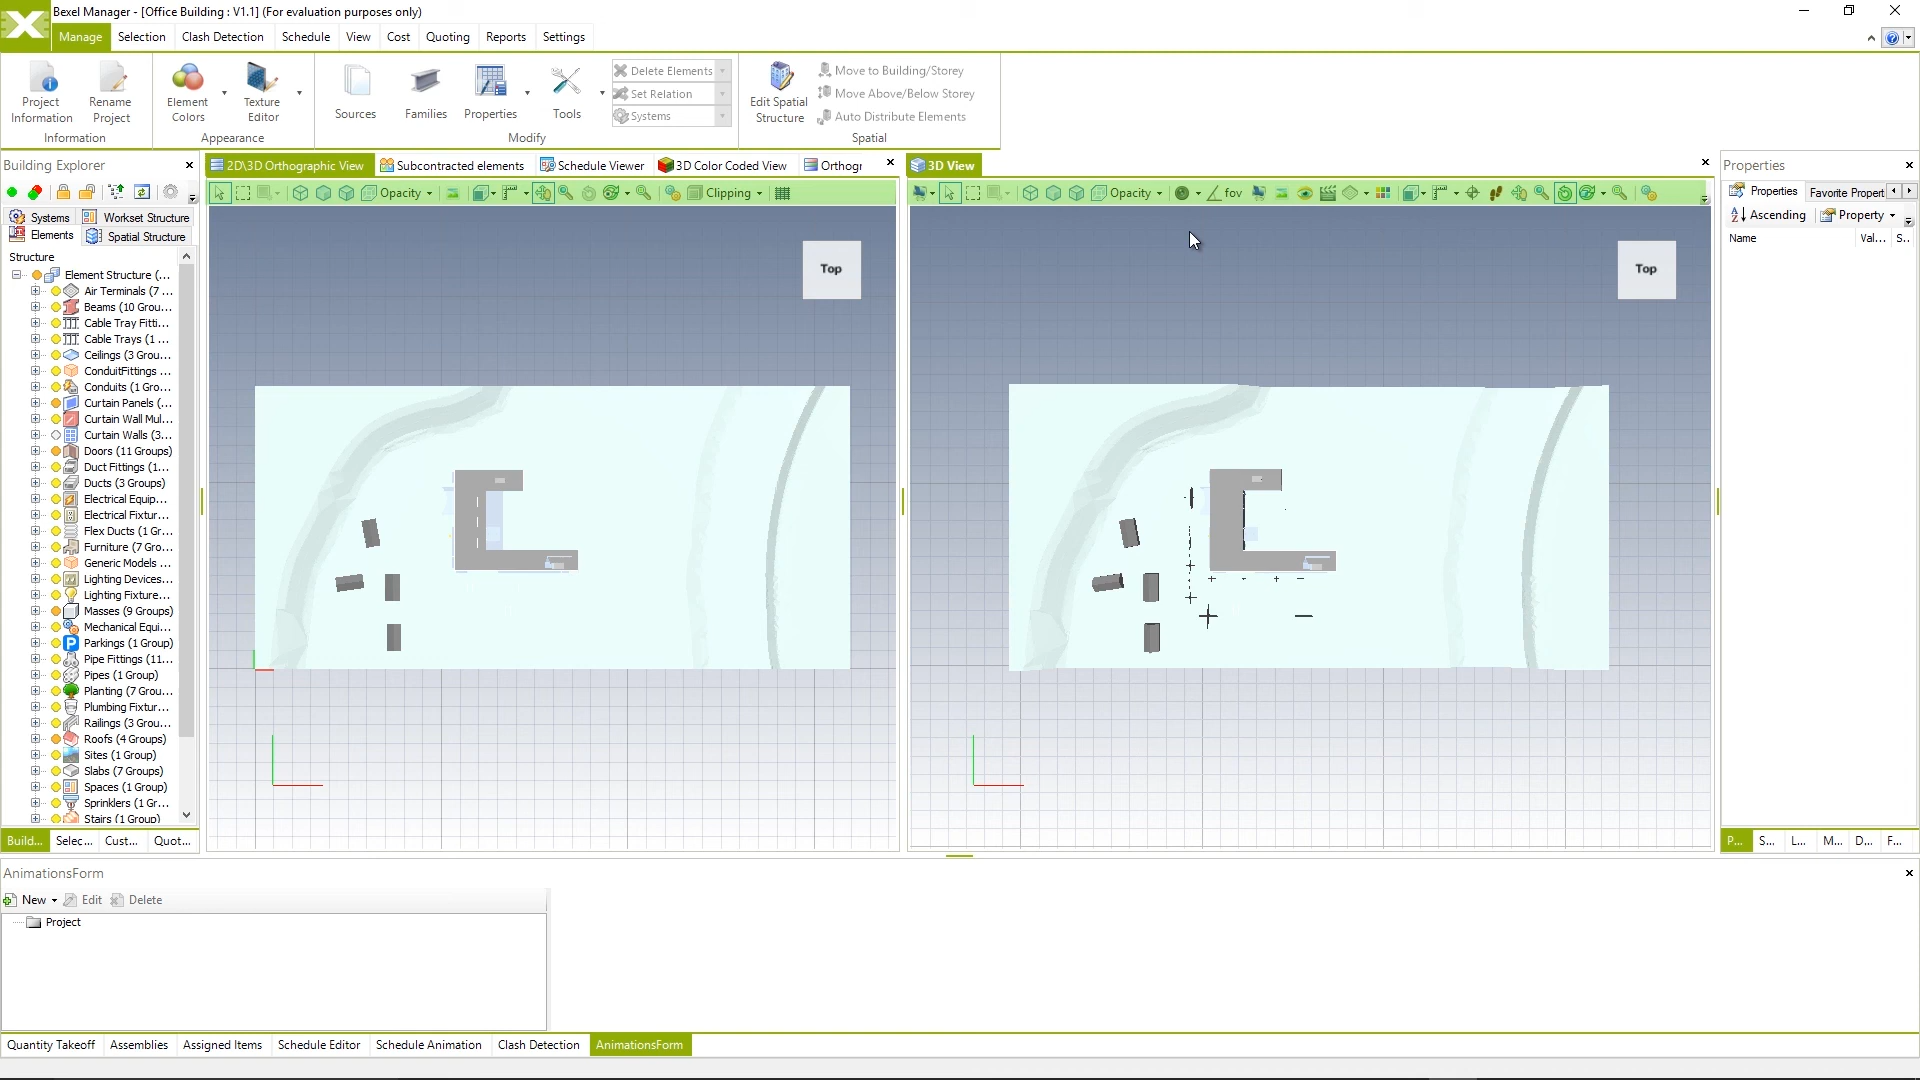 Bexel Manager - [Office Building : V1.1] (For evaluation purposes only)
Manage Selection Clash Detection Schedule View Cost Quoting Reports Settings
Project Information
Rename Project
Information
Element Colors
Texture Editor
Appearance
Sources
Families
Properties
Tools
Delete Elements
Set Relation
Systems
Modify
Edit Spatial Structure
Move to Building/Storey
Move Above/Below Storey
Auto Distribute Elements
Spatial
Building Explorer
Systems Workset Structure
Elements Spatial Structure
Structure
Element Structure (...
Air Terminals (7 ...
Beams (10 Grou...
Cable Tray Fitti...
Cable Trays (1 ...
Ceilings (3 Grou...
ConduitFittings ...
Conduits (1 Gro...
Curtain Panels (...
Curtain Wall Mul...
Curtain Walls (3...
Doors (11 Groups)
Duct Fittings (1...
Ducts (3 Groups)
Electrical Equip...
Electrical Fixtur...
Flex Ducts (1 Gr...
Furniture (7 Gro...
Generic Models ...
Lighting Devices...
Lighting Fixture...
Masses (9 Groups)
Mechanical Equi...
Parkings (1 Group)
Pipe Fittings (11...
Pipes (1 Group)
Planting (7 Grou...
Plumbing Fixtur...
Railings (3 Grou...
Roofs (4 Groups)
Sites (1 Group)
Slabs (7 Groups)
Spaces (1 Group)
Sprinklers (1 Gr...
Stairs (1 Group)
Build... Selec... Cust... Quot...
2D\3D Orthographic View Subcontracted elements Schedule Viewer 3D Color Coded View Orthogr
Opacity Clipping
Top
3D View
Opacity fov
Top
Properties
Properties Favorite Propert
Ascending Property
Name Val... S..
P... S... L... M... D... F...
AnimationsForm
New Edit Delete
Project
Quantity Takeoff Assemblies Assigned Items Schedule Editor Schedule Animation Clash Detection AnimationsForm